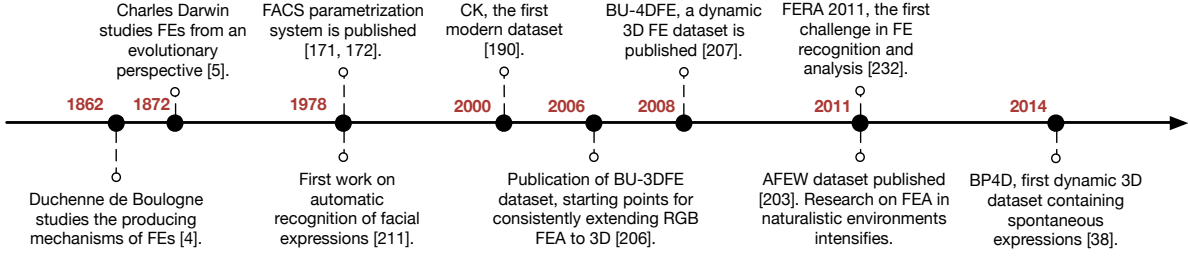 Charles Darwin
studies FEs from an
evolutionary
perspective [5].
FACS parametrization
system is published
[171, 172].
CK, the first
modern dataset
[190].
BU-4DFE, a dynamic
3D FE dataset is
published [207].
FERA 2011, the first
challenge in FE
recognition and
analysis [232].
1862
1872
1978
2000
2006
2008
2011
2014
Duchenne de Boulogne
studies the producing
mechanisms of FEs [4].
First work on
automatic
recognition of facial
expressions [211].
Publication of BU-3DFE
dataset, starting points for
consistently extending RGB
FEA to 3D [206].
AFEW dataset published
[203]. Research on FEA in
naturalistic environments
intensifies.
BP4D, first dynamic 3D
dataset containing
spontaneous
expressions [38].